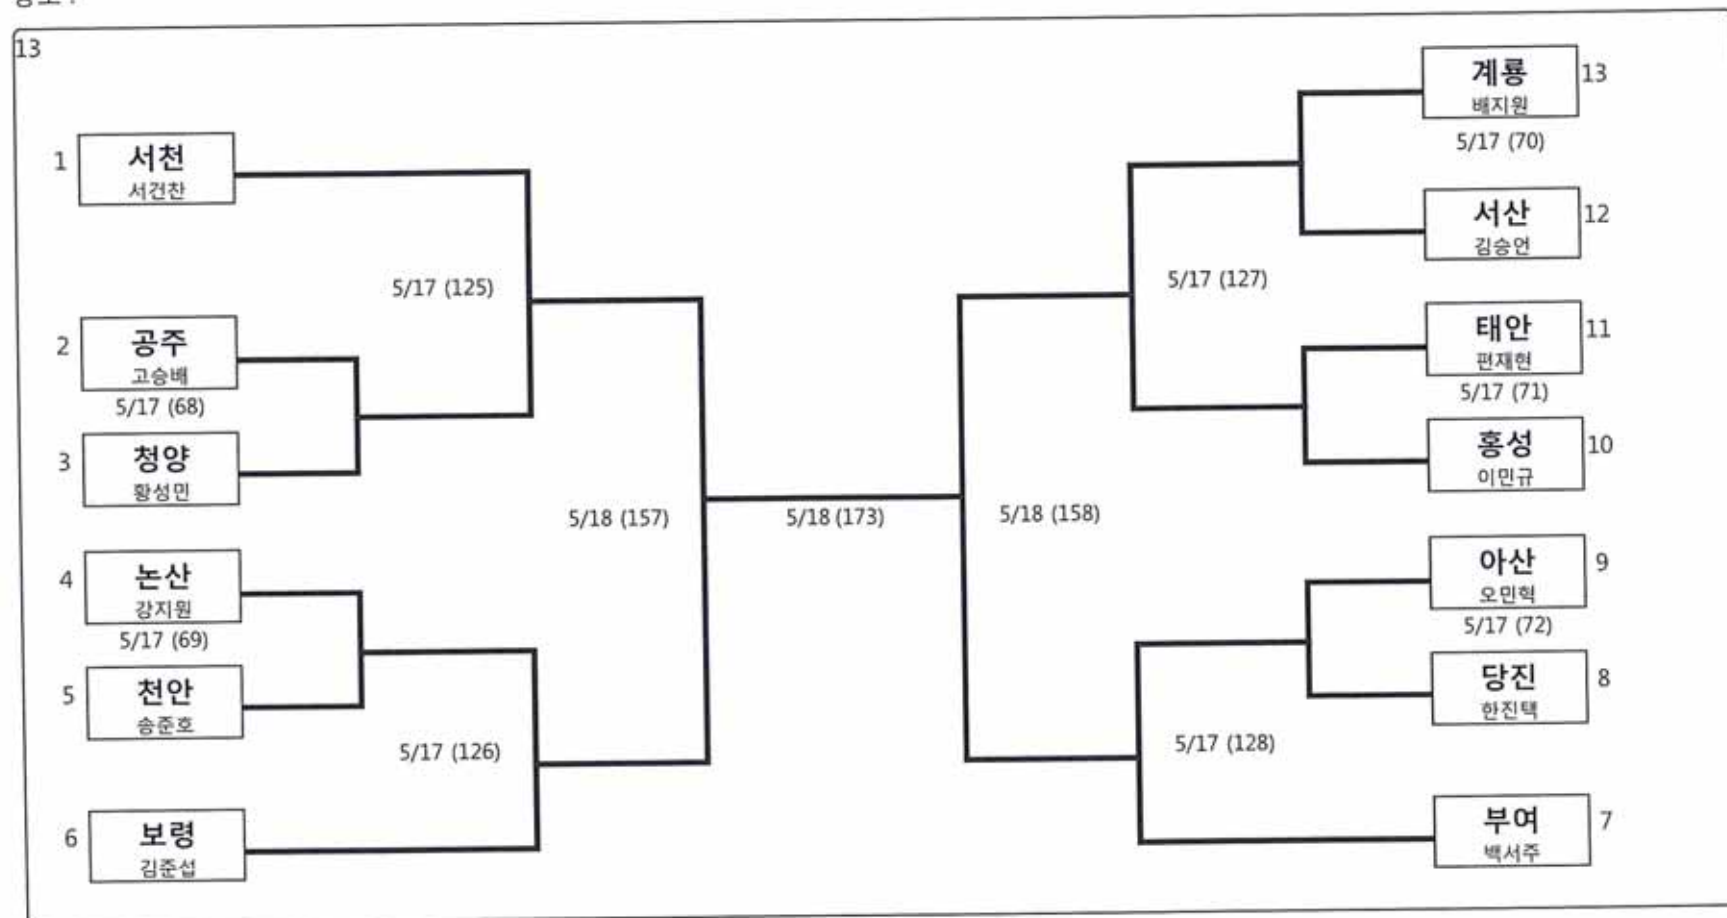 13
1
서천
서건찬
5/17 (125)
2
공주
고승배
5/17 (68)
3
청양
황성민
5/18 (157)
4
논산
강지원
5/17 (69)
5
천안
송준호
5/17 (126)
6
보령
김준섭
5/18 (173)
계룡
배지원
13
5/17 (70)
서산
김승언
12
5/17 (127)
태안
편재현
11
5/17 (71)
홍성
이민규
10
5/18 (158)
아산
오민혁
9
5/17 (72)
당진
한진택
8
5/17 (128)
부여
백서주
7